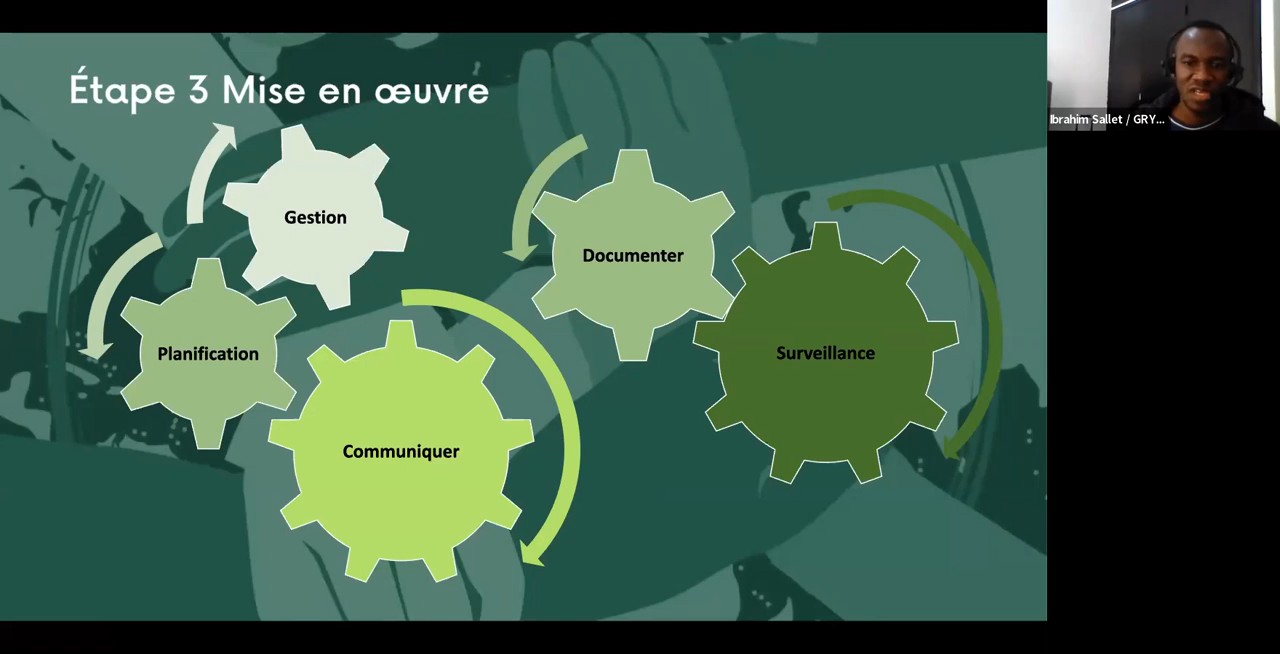 Étape 3 Mise en œuvre
Gestion
Planification
Communiquer
Documenter
Surveillance
Ibrahim Sallet / GRY...